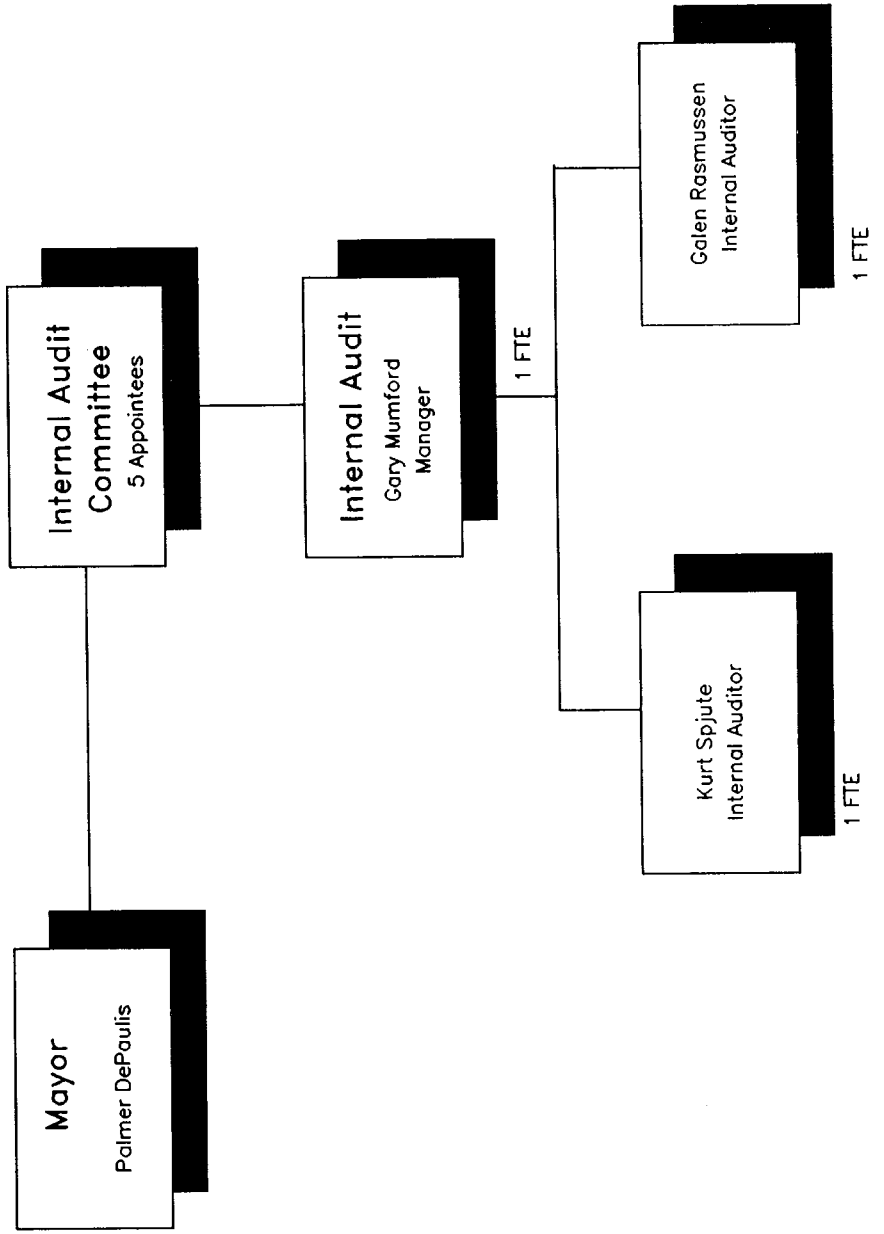 Mayor
Palmer DePaulis
Internal Audit
Committee
5 Appointees
Internal Audit
Gary Mumford
Manager
1 FTE
Kurt Spjute
Internal Auditor
1 FTE
Galen Rasmussen
Internal Auditor
1 FTE